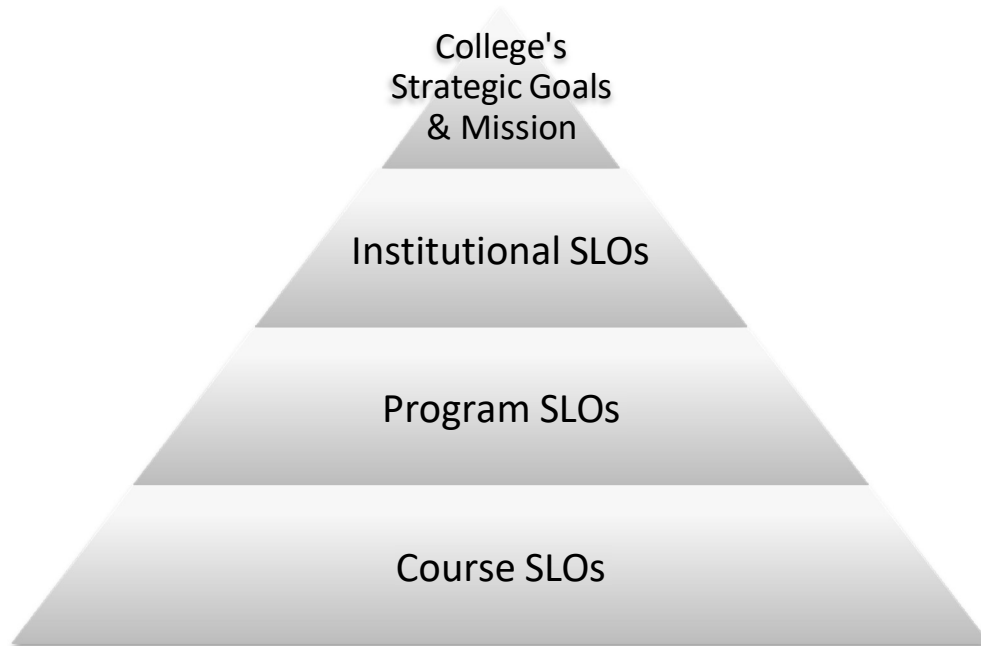 College's
Strategic Goals
& Mission
Institutional SLOs
Program SLOs
Course SLOs